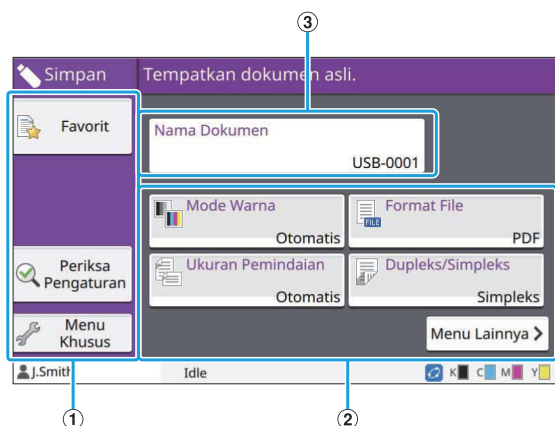 ③
Simpan
Tempatkan dokumen asli.
Favorit
Nama Dokumen
USB-0001
Mode Warna
Otomatis
Format File
FILE
PDF
Periksa
Pengaturan
Ukuran Pemindaian
Otomatis
Dupleks/Simpleks
Simpleks
Menu
Khusus
Menu Lainnya >
J.Smith
Idle
K C M Y
① ②